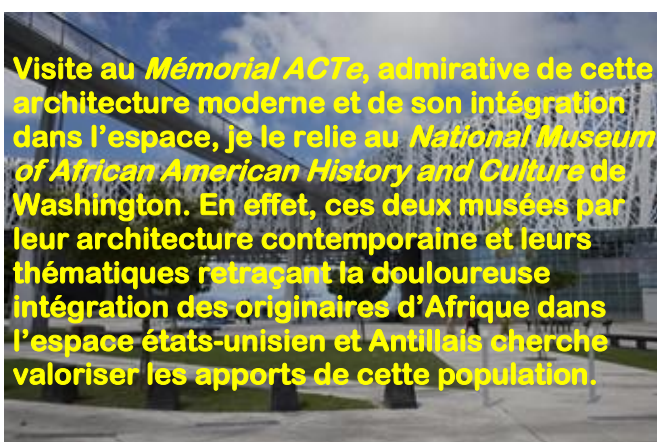 Visite au Mémorial ACTe, admirative de cette
architecture moderne et de son intégration
dans l’espace, je le relie au National Museum
of African American History and Culture de
Washington. En effet, ces deux musées par
leur architecture contemporaine et leurs
thématiques retraçant la douloureuse
intégration des originaires d’Afrique dans
l’espace états-unisien et Antillais cherche
valoriser les apports de cette population.